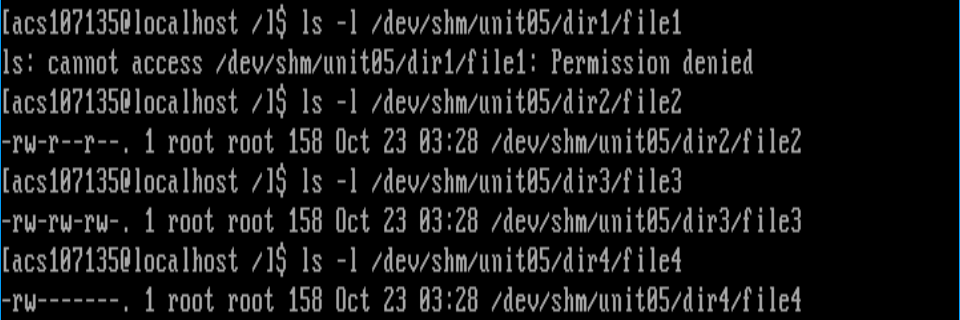 [acs107135@localhost /]$ ls -l /dev/shm/unit05/dir1/file1
ls: cannot access /dev/shm/unit05/dir1/file1: Permission denied
[acs107135@localhost /]$ ls -l /dev/shm/unit05/dir2/file2
-rw-r--r--. 1 root root 158 Oct 23 03:28 /dev/shm/unit05/dir2/file2
[acs107135@localhost /]$ ls -l /dev/shm/unit05/dir3/file3
-rw-rw-rw-. 1 root root 158 Oct 23 03:28 /dev/shm/unit05/dir3/file3
[acs107135@localhost /]$ ls -l /dev/shm/unit05/dir4/file4
-rw-------. 1 root root 158 Oct 23 03:28 /dev/shm/unit05/dir4/file4